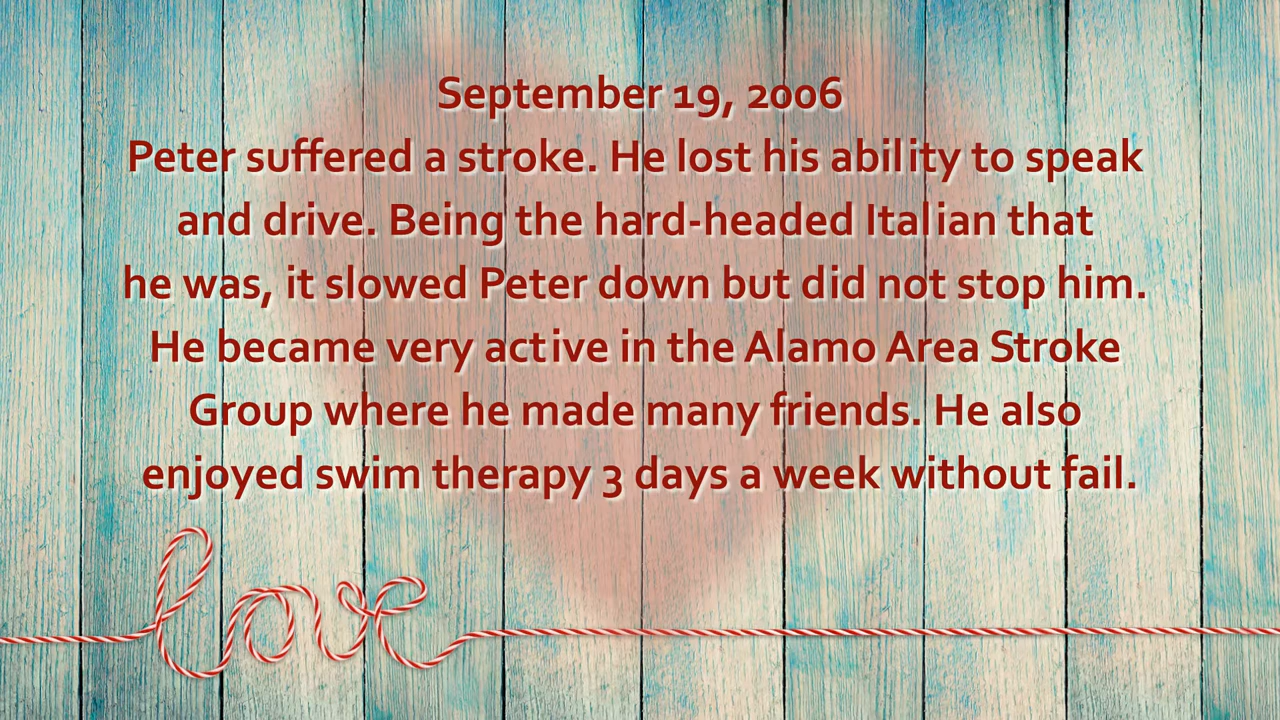 September 19, 2006
Peter suffered a stroke. He lost his ability to speak
and drive. Being the hard-headed Italian that
he was, it slowed Peter down but did not stop him.
He became very active in the Alamo Area Stroke
Group where he made many friends. He also
enjoyed swim therapy 3 days a week without fail.
love